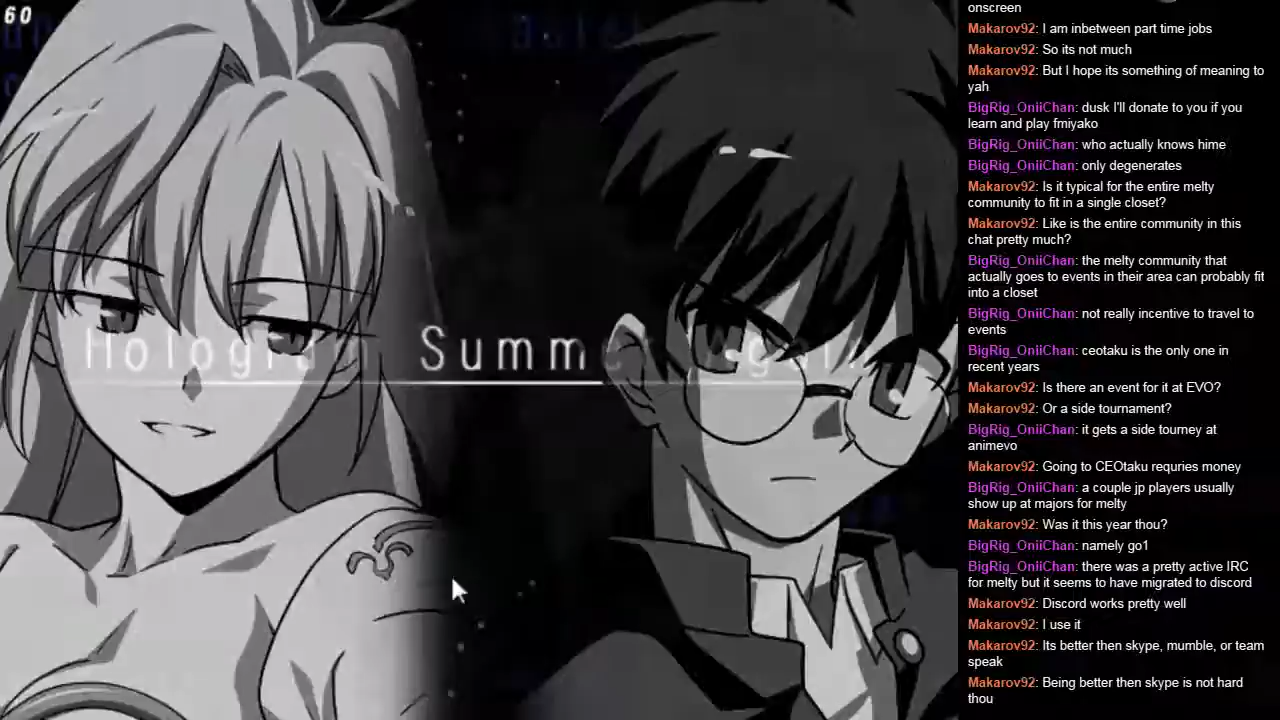 60
Hologram Summer Again
onscreen
Makarov92: I am inbetween part time jobs
Makarov92: So its not much
Makarov92: But I hope its something of meaning to
yah
BigRig_OniiChan: dusk I'll donate to you if you
learn and play fmiyako
BigRig_OniiChan: who actually knows hime
BigRig_OniiChan: only degenerates
Makarov92: Is it typical for the entire melty
community to fit in a single closet?
Makarov92: Like is the entire community in this
chat pretty much?
BigRig_OniiChan: the melty community that
actually goes to events in their area can probably fit
into a closet
BigRig_OniiChan: not really incentive to travel to
events
BigRig_OniiChan: ceotaku is the only one in
recent years
Makarov92: Is there an event for it at EVO?
Makarov92: Or a side tournament?
BigRig_OniiChan: it gets a side tourney at
animevo
Makarov92: Going to CEOtaku requries money
BigRig_OniiChan: a couple jp players usually
show up at majors for melty
Makarov92: Was it this year thou?
BigRig_OniiChan: namely go1
BigRig_OniiChan: there was a pretty active IRC
for melty but it seems to have migrated to discord
Makarov92: Discord works pretty well
Makarov92: I use it
Makarov92: Its better then skype, mumble, or team
speak
Makarov92: Being better then skype is not hard
thou